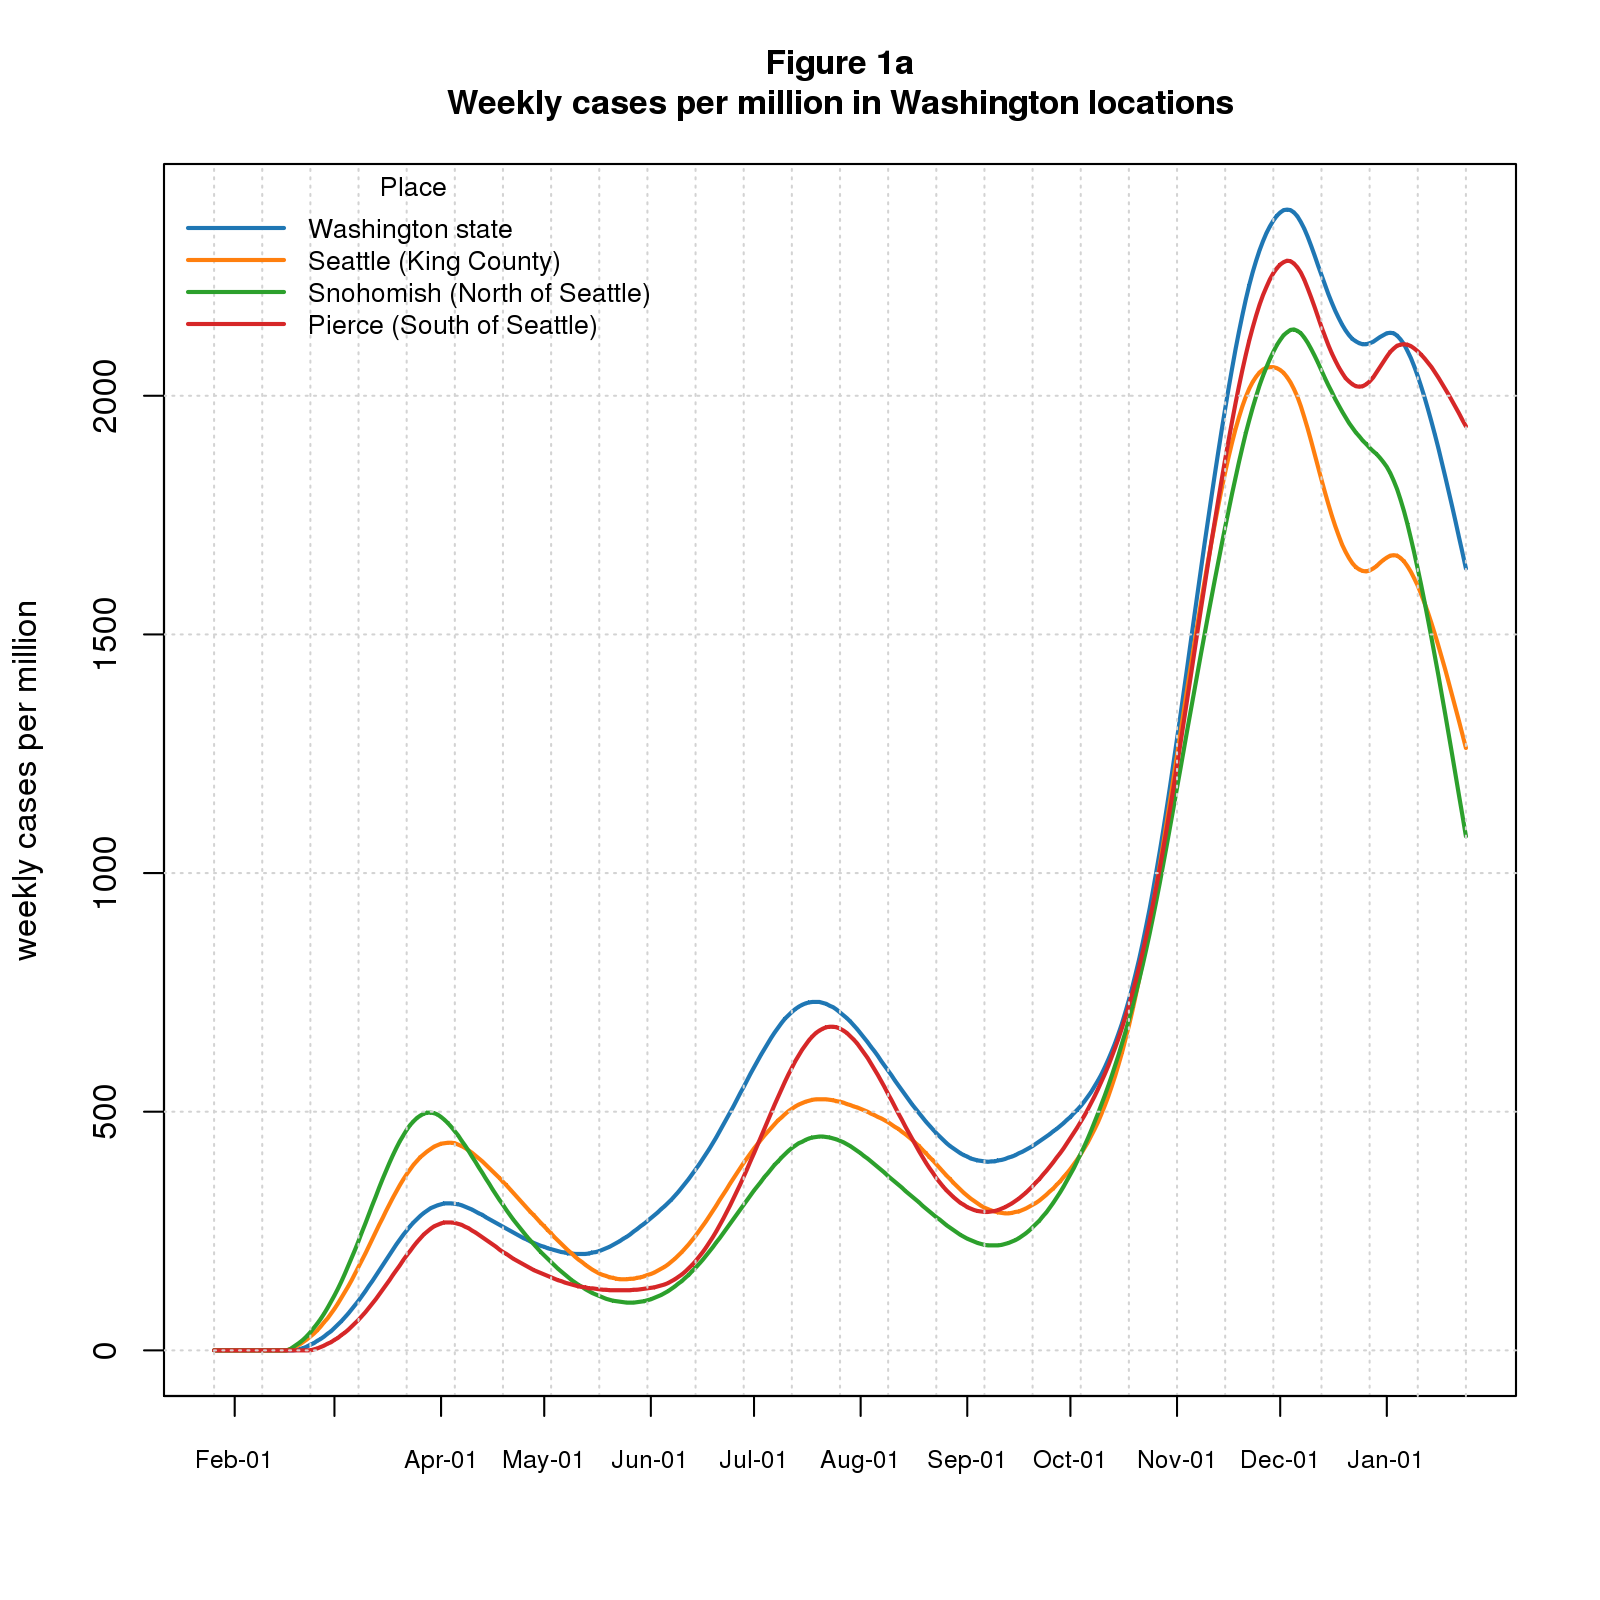 Figure 1a
Weekly cases per million in Washington locations
Place
Washington state
Seattle (King County)
Snohomish (North of Seattle)
Pierce (South of Seattle)
weekly cases per million
2000
1500
1000
500
0
Feb-01 Apr-01 May-01 Jun-01 Jul-01 Aug-01 Sep-01 Oct-01 Nov-01 Dec-01 Jan-01